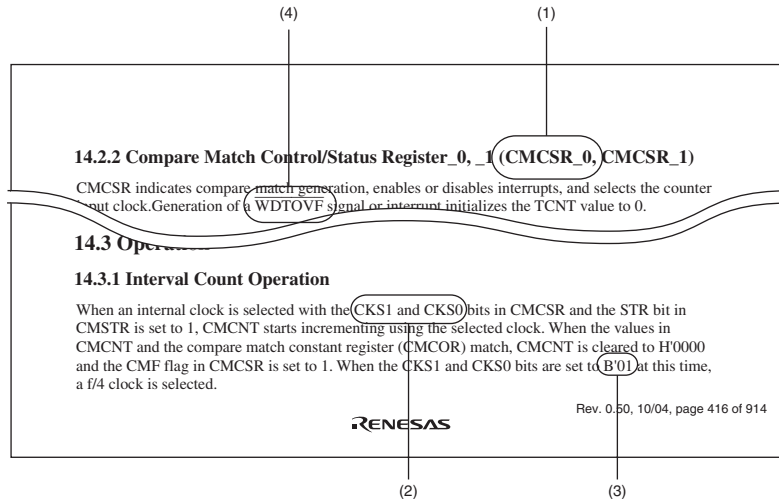 (4) (1)
14.2.2 Compare Match Control/Status Register_0, _1 (CMCSR_0, CMCSR_1)
CMCSR indicates compare match generation, enables or disables interrupts, and selects the counter
input clock.Generation of a WDTOVF signal or interrupt initializes the TCNT value to 0.
14.3 Operation
14.3.1 Interval Count Operation
When an internal clock is selected with the CKS1 and CKS0 bits in CMCSR and the STR bit in
CMSTR is set to 1, CMCNT starts incrementing using the selected clock. When the values in
CMCNT and the compare match constant register (CMCOR) match, CMCNT is cleared to H'0000
and the CMF flag in CMCSR is set to 1. When the CKS1 and CKS0 bits are set to B'01 at this time,
a f/4 clock is selected.
Rev. 0.50, 10/04, page 416 of 914
RENESAS
(2) (3)